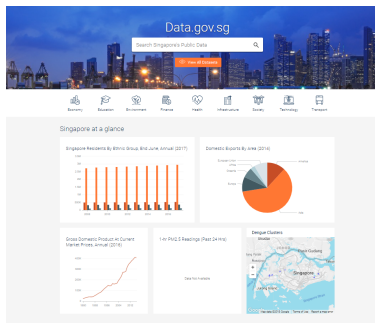 Data.gov.sg
Search Singapore's Public Data
View All Datasets
Economy
Education
Environment
Finance
Health
Infrastructure
Society
Technology
Transport
Singapore at a glance
Singapore Residents By Ethnic Group, End June, Annual (2017)
Domestic Exports By Area (2016)
Gross Domestic Product At Current
Market Prices, Annual (2016)
1-hr PM2.5 Readings (Past 24 Hrs)
Data Not Available
Dengue Clusters
Singapore
Terms of Use